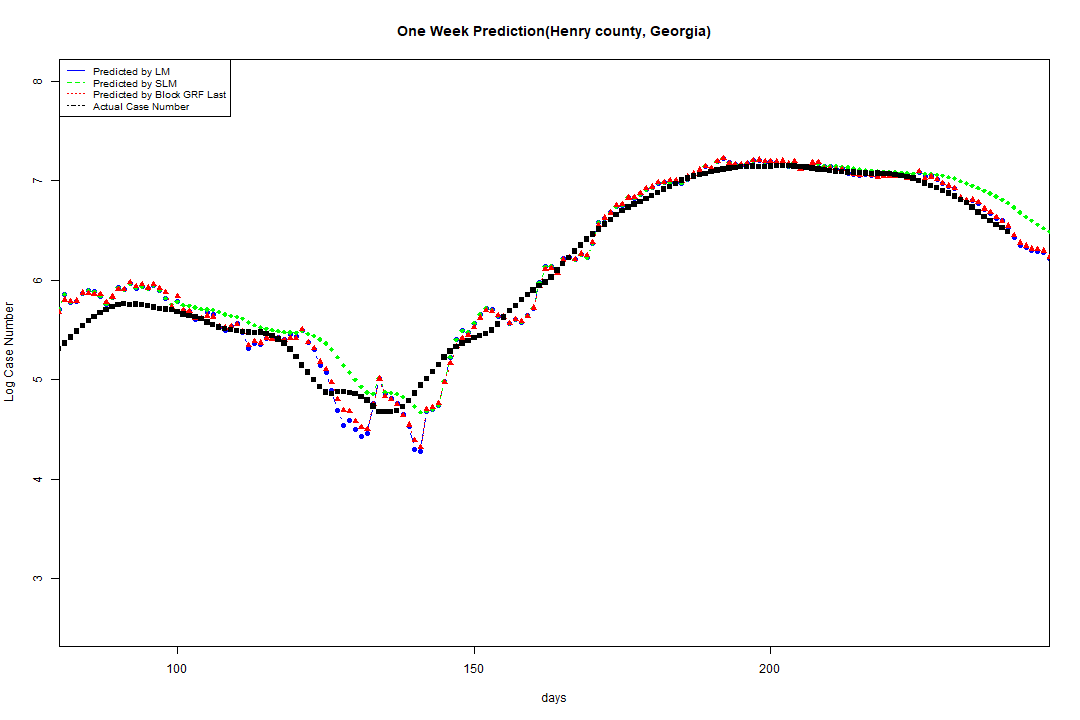 One Week Prediction(Henry county, Georgia)
Predicted by LM
Predicted by SLM
Predicted by Block GRF Last
Actual Case Number
8
7
6
5
4
3
Log Case Number
100 150 200
days